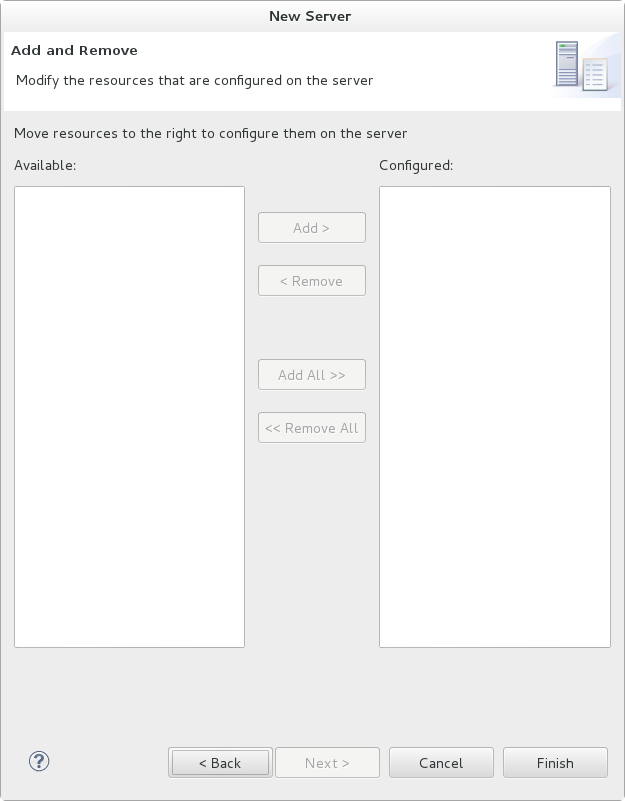 New Server
Add and Remove
Modify the resources that are configured on the server
Move resources to the right to configure them on the server
Available:
Configured:
Add >
< Remove
Add All >>
<< Remove All
?
< Back
Next >
Cancel
Finish